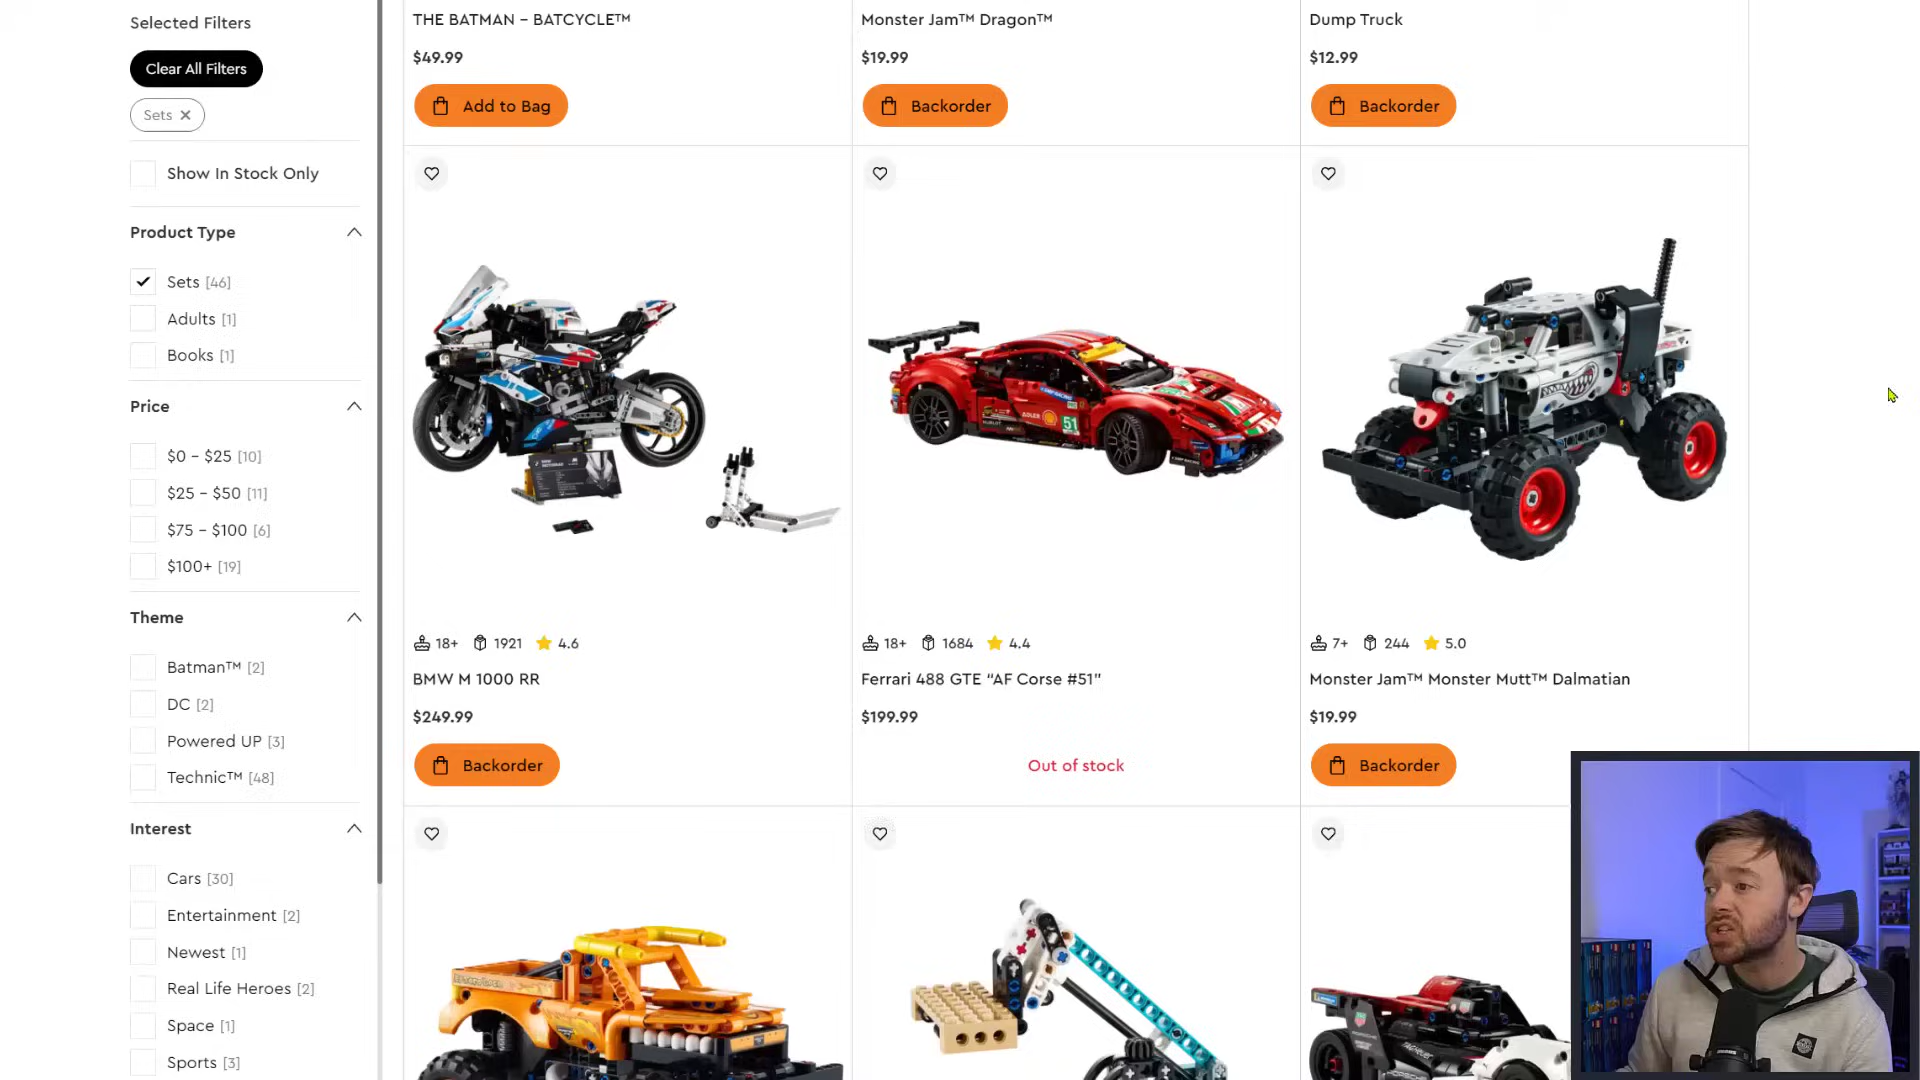 Selected Filters
Clear All Filters
Sets
Show In Stock Only
Product Type
Sets [46]
Adults [1]
Books [1]
Price
$0 – $25 [10]
$25 – $50 [11]
$75 – $100 [6]
$100+ [19]
Theme
Batman™ [2]
DC [2]
Powered UP [3]
Technic™ [48]
Interest
Cars [30]
Entertainment [2]
Newest [1]
Real Life Heroes [2]
Space [1]
Sports [3]
THE BATMAN – BATCYCLE™
$49.99
Add to Bag
Monster Jam™ Dragon™
$19.99
Backorder
Dump Truck
$12.99
Backorder
18+ 1921 4.6
BMW M 1000 RR
$249.99
Backorder
51
18+ 1684 4.4
Ferrari 488 GTE “AF Corse #51”
$199.99
Out of stock
7+ 244 5.0
Monster Jam™ Monster Mutt™ Dalmatian
$19.99
Backorder